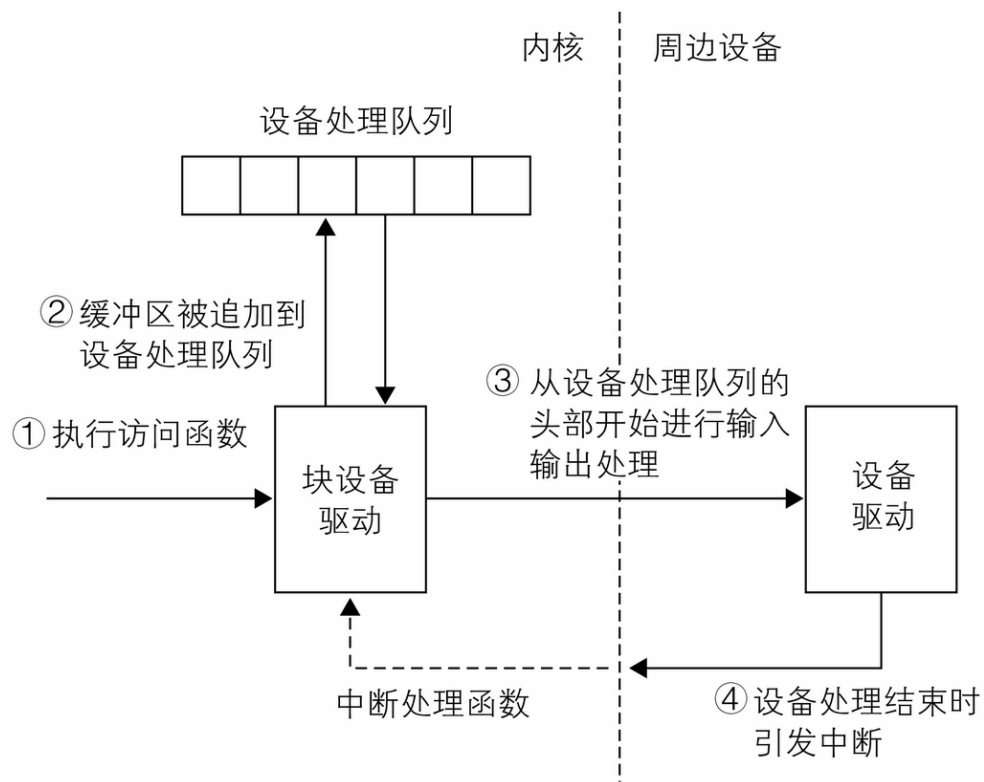 内核
周边设备
设备处理队列
② 缓冲区被追加到
设备处理队列
① 执行访问函数
③ 从设备处理队列的
头部开始进行输入
输出处理
块设备
驱动
设备
驱动
中断处理函数
④ 设备处理结束时
引发中断